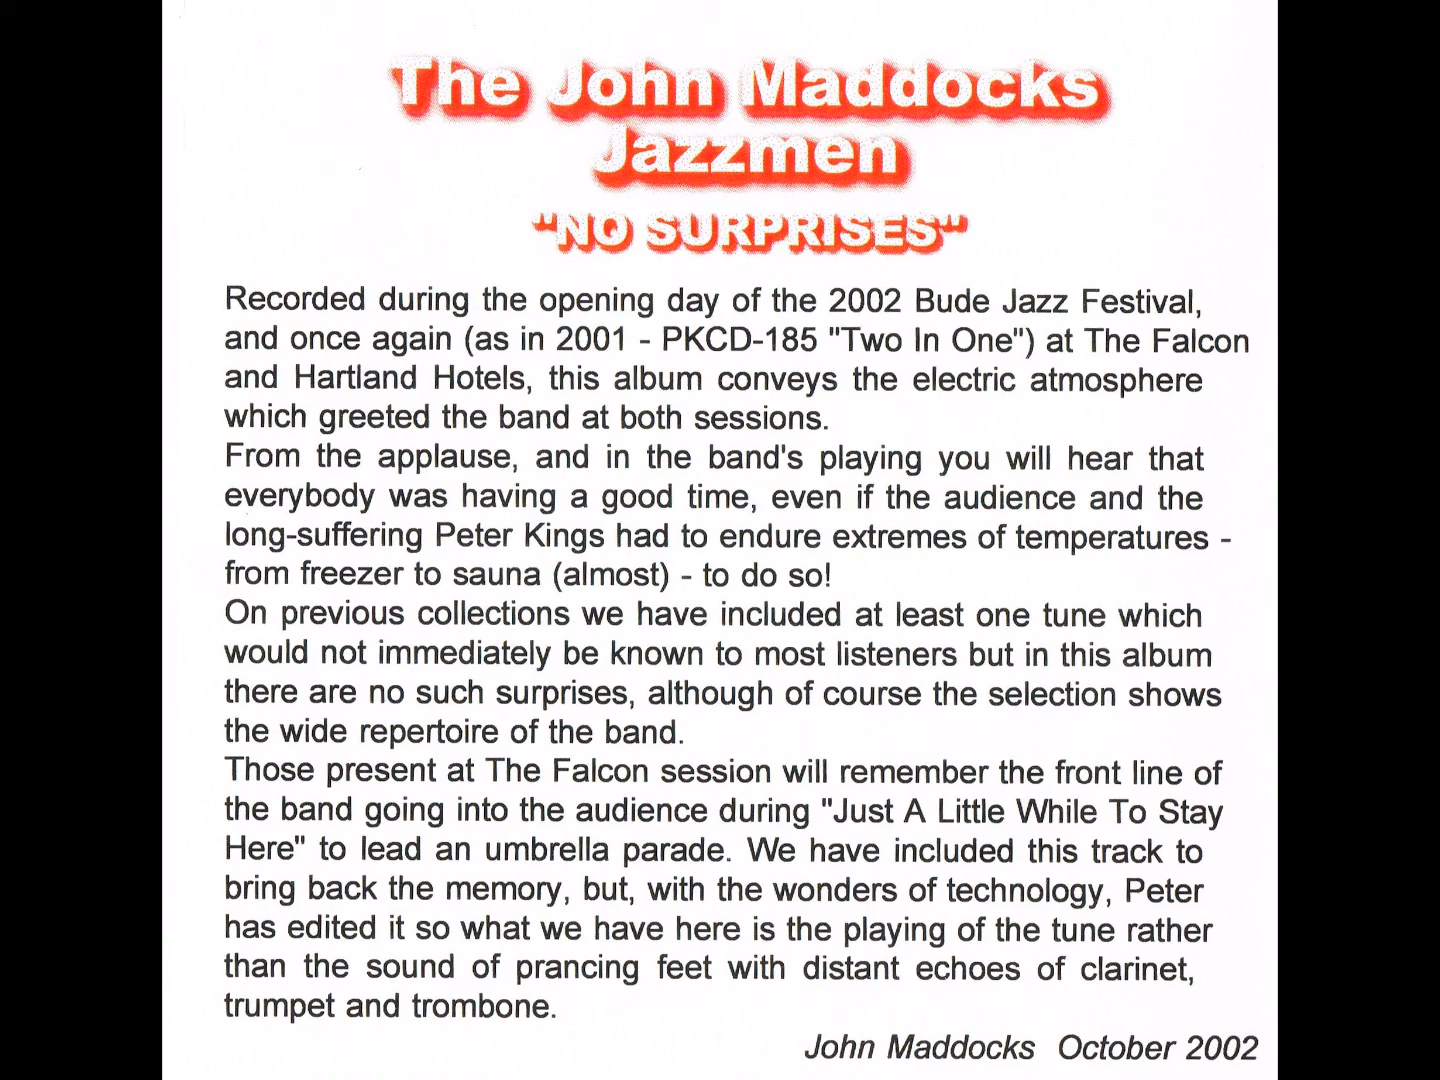 The John Maddocks
Jazzmen
"NO SURPRISES"
Recorded during the opening day of the 2002 Bude Jazz Festival,
and once again (as in 2001 - PKCD-185 "Two In One") at The Falcon
and Hartland Hotels, this album conveys the electric atmosphere
which greeted the band at both sessions.
From the applause, and in the band's playing you will hear that
everybody was having a good time, even if the audience and the
long-suffering Peter Kings had to endure extremes of temperatures -
from freezer to sauna (almost) - to do so!
On previous collections we have included at least one tune which
would not immediately be known to most listeners but in this album
there are no such surprises, although of course the selection shows
the wide repertoire of the band.
Those present at The Falcon session will remember the front line of
the band going into the audience during "Just A Little While To Stay
Here" to lead an umbrella parade. We have included this track to
bring back the memory, but, with the wonders of technology, Peter
has edited it so what we have here is the playing of the tune rather
than the sound of prancing feet with distant echoes of clarinet,
trumpet and trombone.
John Maddocks October 2002